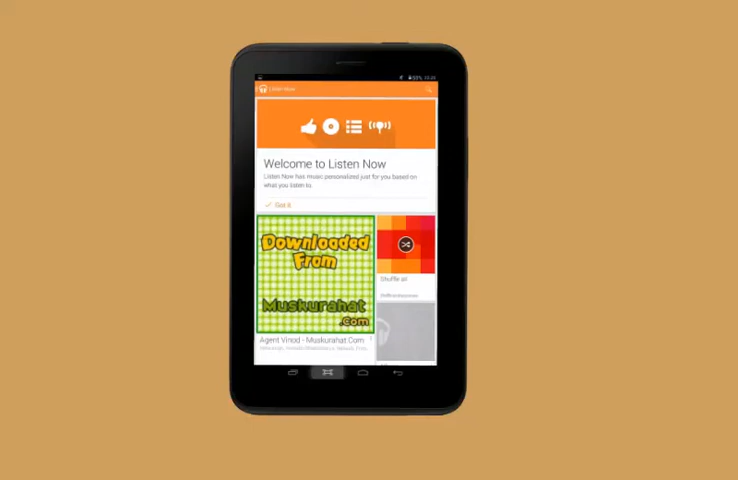 Listen Now
Welcome to Listen Now
Listen Now has music personalized just for you based on
what you listen to.
Got it
Downloaded
From
Muskurahat
.Com
Shuffle all
Agent Vinod - Muskurahat.Com